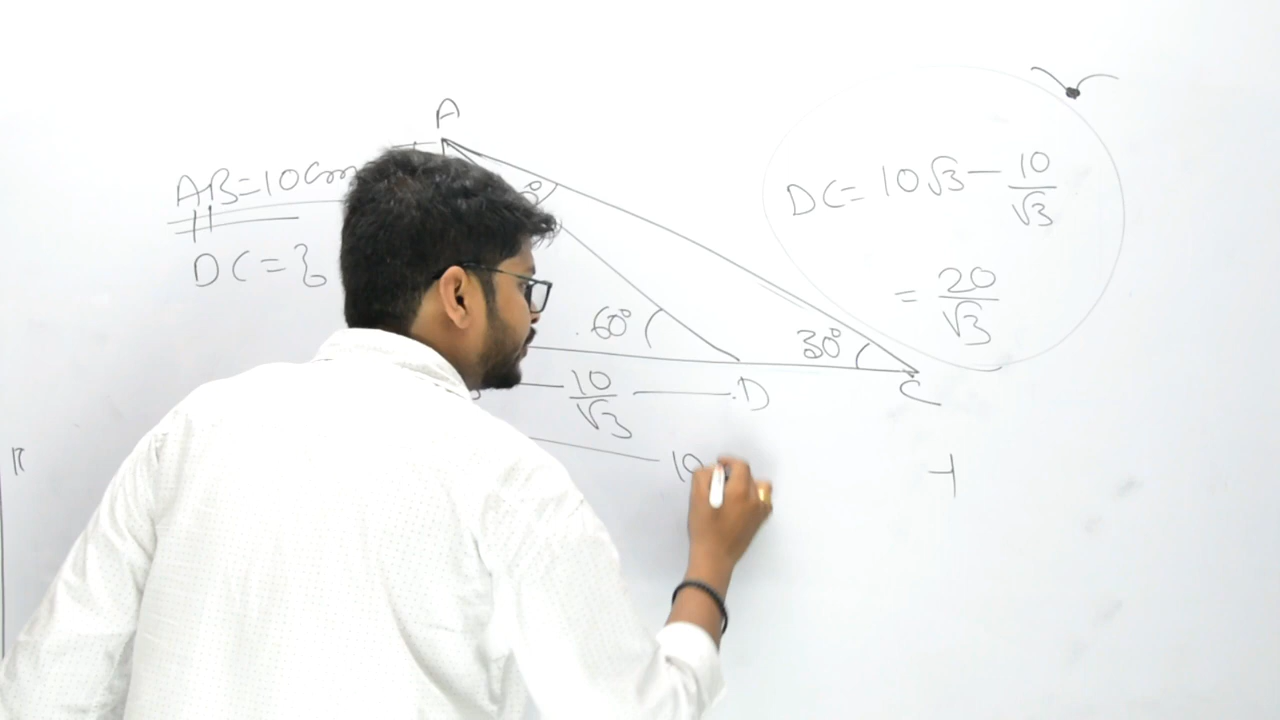 A
AB=10cm
DC=?
60°
30°
10/√3
D
C
10
DC= 10√3 - 10/√3
= 20/√3